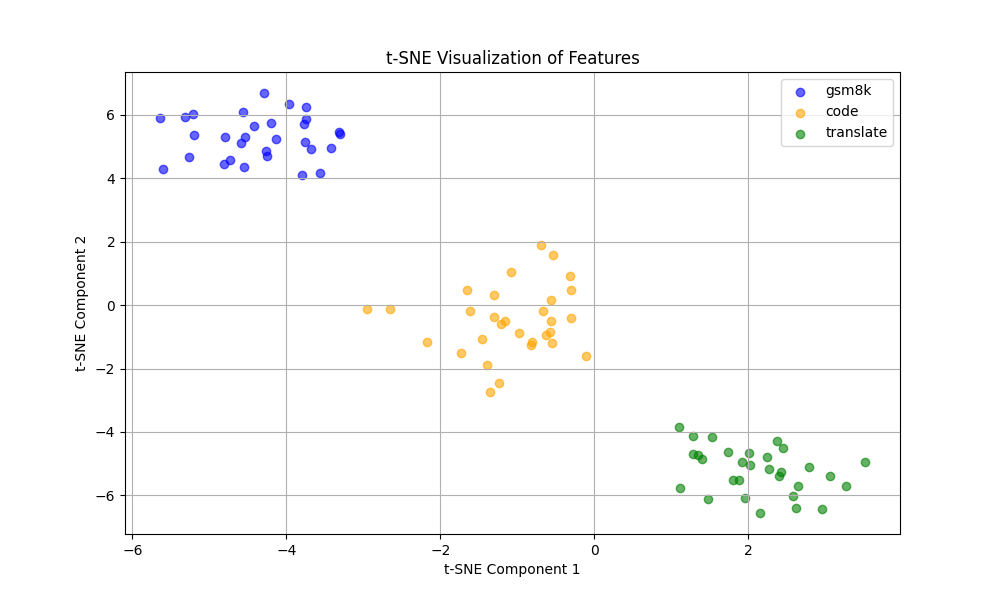 t-SNE Visualization of Features
gsm8k
code
translate
6
4
2
0
−2
−4
−6
t-SNE Component 2
−6
−4
−2
0
2
t-SNE Component 1